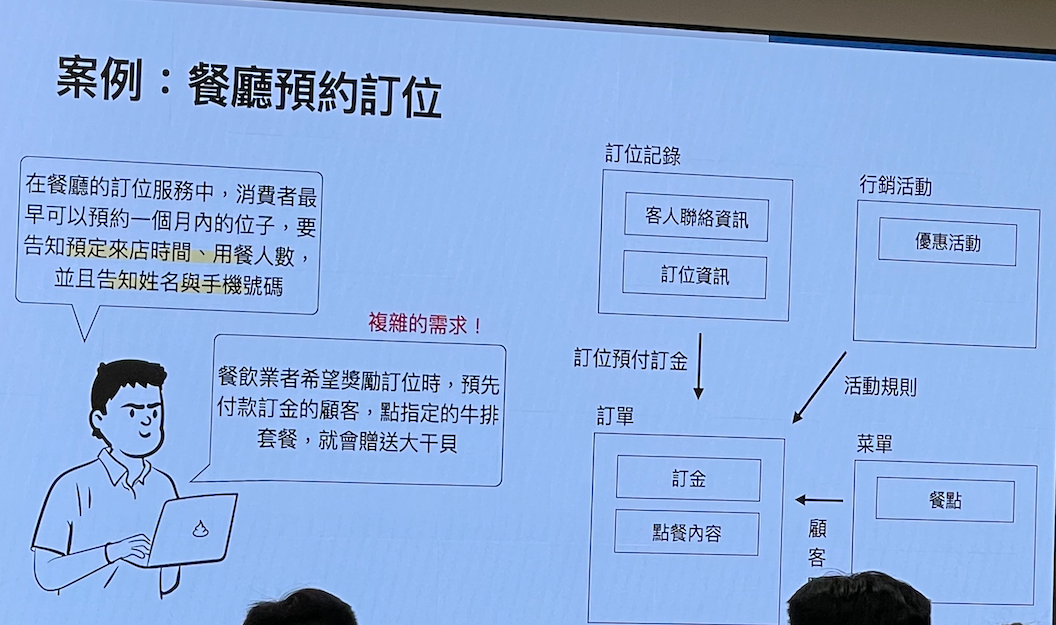 案例：餐廳預約訂位
在餐廳的訂位服務中，消費者最
早可以預約一個月內的位子，要
告知預定來店時間、用餐人數，
並且告知姓名與手機號碼
複雜的需求！
餐飲業者希望獎勵訂位時，預先
付款訂金的顧客，點指定的牛排
套餐，就會贈送大干貝
訂位記錄
客人聯絡資訊
訂位資訊
行銷活動
優惠活動
訂位預付訂金
活動規則
訂單
訂金
點餐內容
菜單
餐點
顧
客